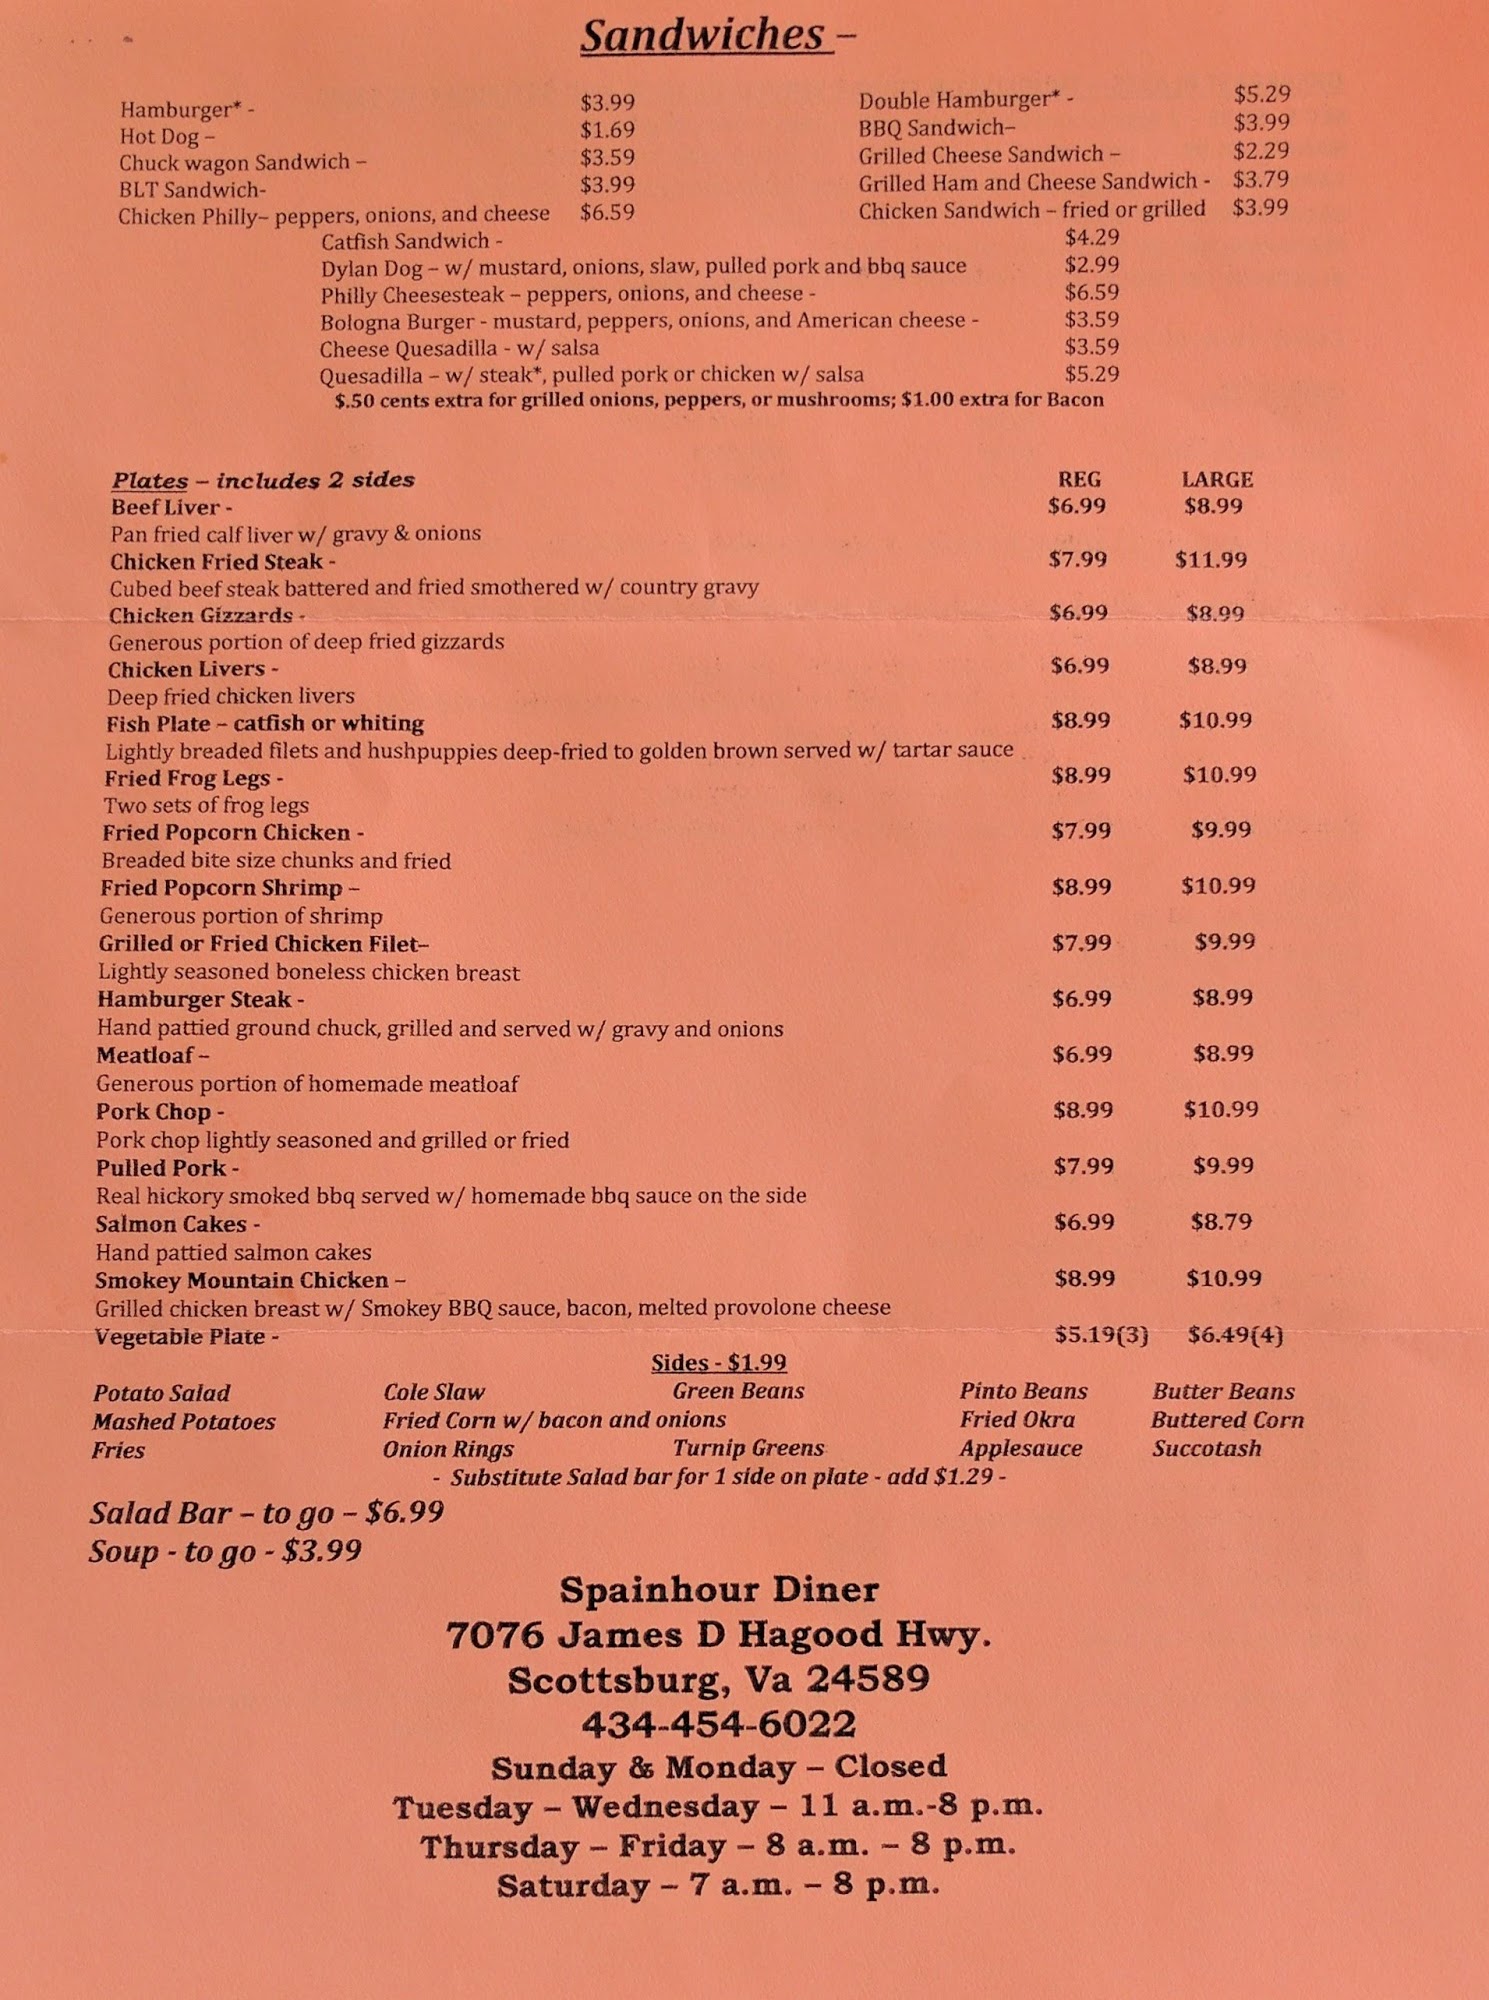 Sandwiches –
Hamburger* - $3.99 Double Hamburger* - $5.29
Hot Dog – $1.69 BBQ Sandwich– $3.99
Chuck wagon Sandwich – $3.59 Grilled Cheese Sandwich – $2.29
BLT Sandwich- $3.99 Grilled Ham and Cheese Sandwich - $3.79
Chicken Philly– peppers, onions, and cheese $6.59 Chicken Sandwich – fried or grilled $3.99
Catfish Sandwich - $4.29
Dylan Dog – w/ mustard, onions, slaw, pulled pork and bbq sauce $2.99
Philly Cheesesteak – peppers, onions, and cheese - $6.59
Bologna Burger - mustard, peppers, onions, and American cheese - $3.59
Cheese Quesadilla - w/ salsa $3.59
Quesadilla – w/ steak*, pulled pork or chicken w/ salsa $5.29
$.50 cents extra for grilled onions, peppers, or mushrooms; $1.00 extra for Bacon
Plates – includes 2 sides REG LARGE
Beef Liver - $6.99 $8.99
Pan fried calf liver w/ gravy & onions
Chicken Fried Steak - $7.99 $11.99
Cubed beef steak battered and fried smothered w/ country gravy
Chicken Gizzards - $6.99 $8.99
Generous portion of deep fried gizzards
Chicken Livers - $6.99 $8.99
Deep fried chicken livers
Fish Plate – catfish or whiting $8.99 $10.99
Lightly breaded filets and hushpuppies deep-fried to golden brown served w/ tartar sauce
Fried Frog Legs - $8.99 $10.99
Two sets of frog legs
Fried Popcorn Chicken - $7.99 $9.99
Breaded bite size chunks and fried
Fried Popcorn Shrimp – $8.99 $10.99
Generous portion of shrimp
Grilled or Fried Chicken Filet– $7.99 $9.99
Lightly seasoned boneless chicken breast
Hamburger Steak - $6.99 $8.99
Hand pattied ground chuck, grilled and served w/ gravy and onions
Meatloaf – $6.99 $8.99
Generous portion of homemade meatloaf
Pork Chop - $8.99 $10.99
Pork chop lightly seasoned and grilled or fried
Pulled Pork - $7.99 $9.99
Real hickory smoked bbq served w/ homemade bbq sauce on the side
Salmon Cakes - $6.99 $8.79
Hand pattied salmon cakes
Smokey Mountain Chicken – $8.99 $10.99
Grilled chicken breast w/ Smokey BBQ sauce, bacon, melted provolone cheese
Vegetable Plate - $5.19(3) $6.49(4)
Sides - $1.99
Potato Salad Cole Slaw Green Beans Pinto Beans Butter Beans
Mashed Potatoes Fried Corn w/ bacon and onions Fried Okra Buttered Corn
Fries Onion Rings Turnip Greens Applesauce Succotash
- Substitute Salad bar for 1 side on plate - add $1.29 -
Salad Bar – to go – $6.99
Soup - to go - $3.99
Spainhour Diner
7076 James D Hagood Hwy.
Scottsburg, Va 24589
434-454-6022
Sunday & Monday – Closed
Tuesday – Wednesday – 11 a.m.-8 p.m.
Thursday – Friday – 8 a.m. – 8 p.m.
Saturday – 7 a.m. – 8 p.m.